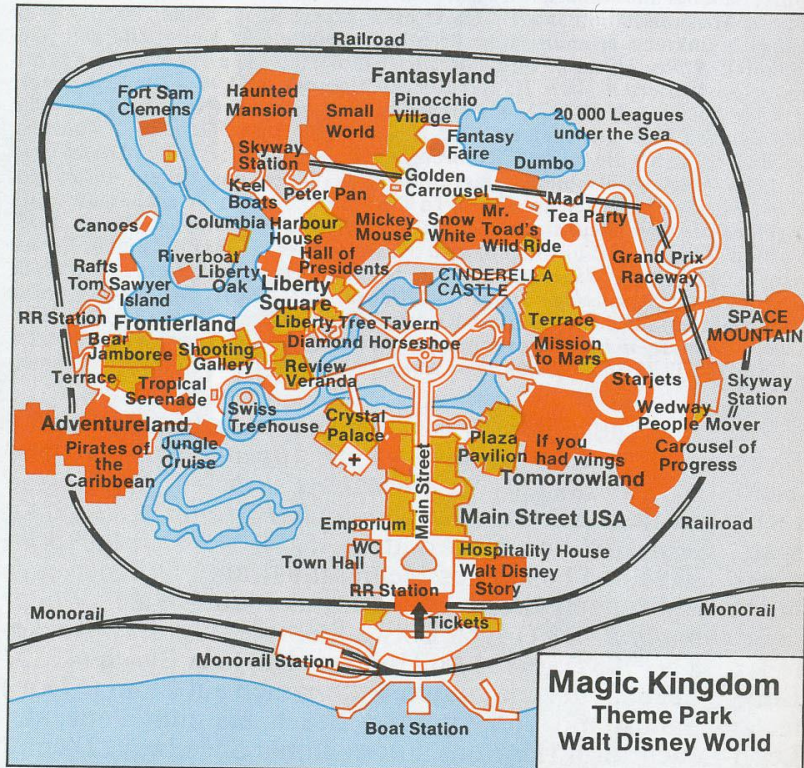 Railroad
Fantasyland
Fort Sam
Clemens
Haunted
Mansion
Small
World
Pinocchio
Village
20 000 Leagues
under the Sea
Fantasy
Faire
Skyway
Station
Dumbo
Golden
Carrousel
Keel
Boats
Peter Pan
Mad
Tea Party
Canoes
Columbia
Harbour
House
Mickey
Mouse
Snow
White
Mr.
Toad's
Wild Ride
Hall of
Presidents
Grand Prix
Raceway
Rafts
Tom Sawyer
Island
Riverboat
Liberty
Oak
Liberty
Square
CINDERELLA
CASTLE
RR Station
Frontierland
Liberty Tree Tavern
Diamond Horseshoe
Terrace
SPACE
MOUNTAIN
Bear
Jamboree
Shooting
Gallery
Review
Veranda
Mission
to Mars
Terrace
Tropical
Serenade
Starjets
Skyway
Station
Adventureland
Swiss
Treehouse
Crystal
Palace
Wedway
People Mover
Pirates of
the
Caribbean
Jungle
Cruise
Plaza
Pavilion
If you
had wings
Carousel of
Progress
Tomorrowland
Main Street
Main Street USA
Railroad
Emporium
WC
Town Hall
Hospitality House
Walt Disney
Story
RR Station
Monorail
Monorail
Tickets
Monorail Station
Boat Station
Magic Kingdom
Theme Park
Walt Disney World